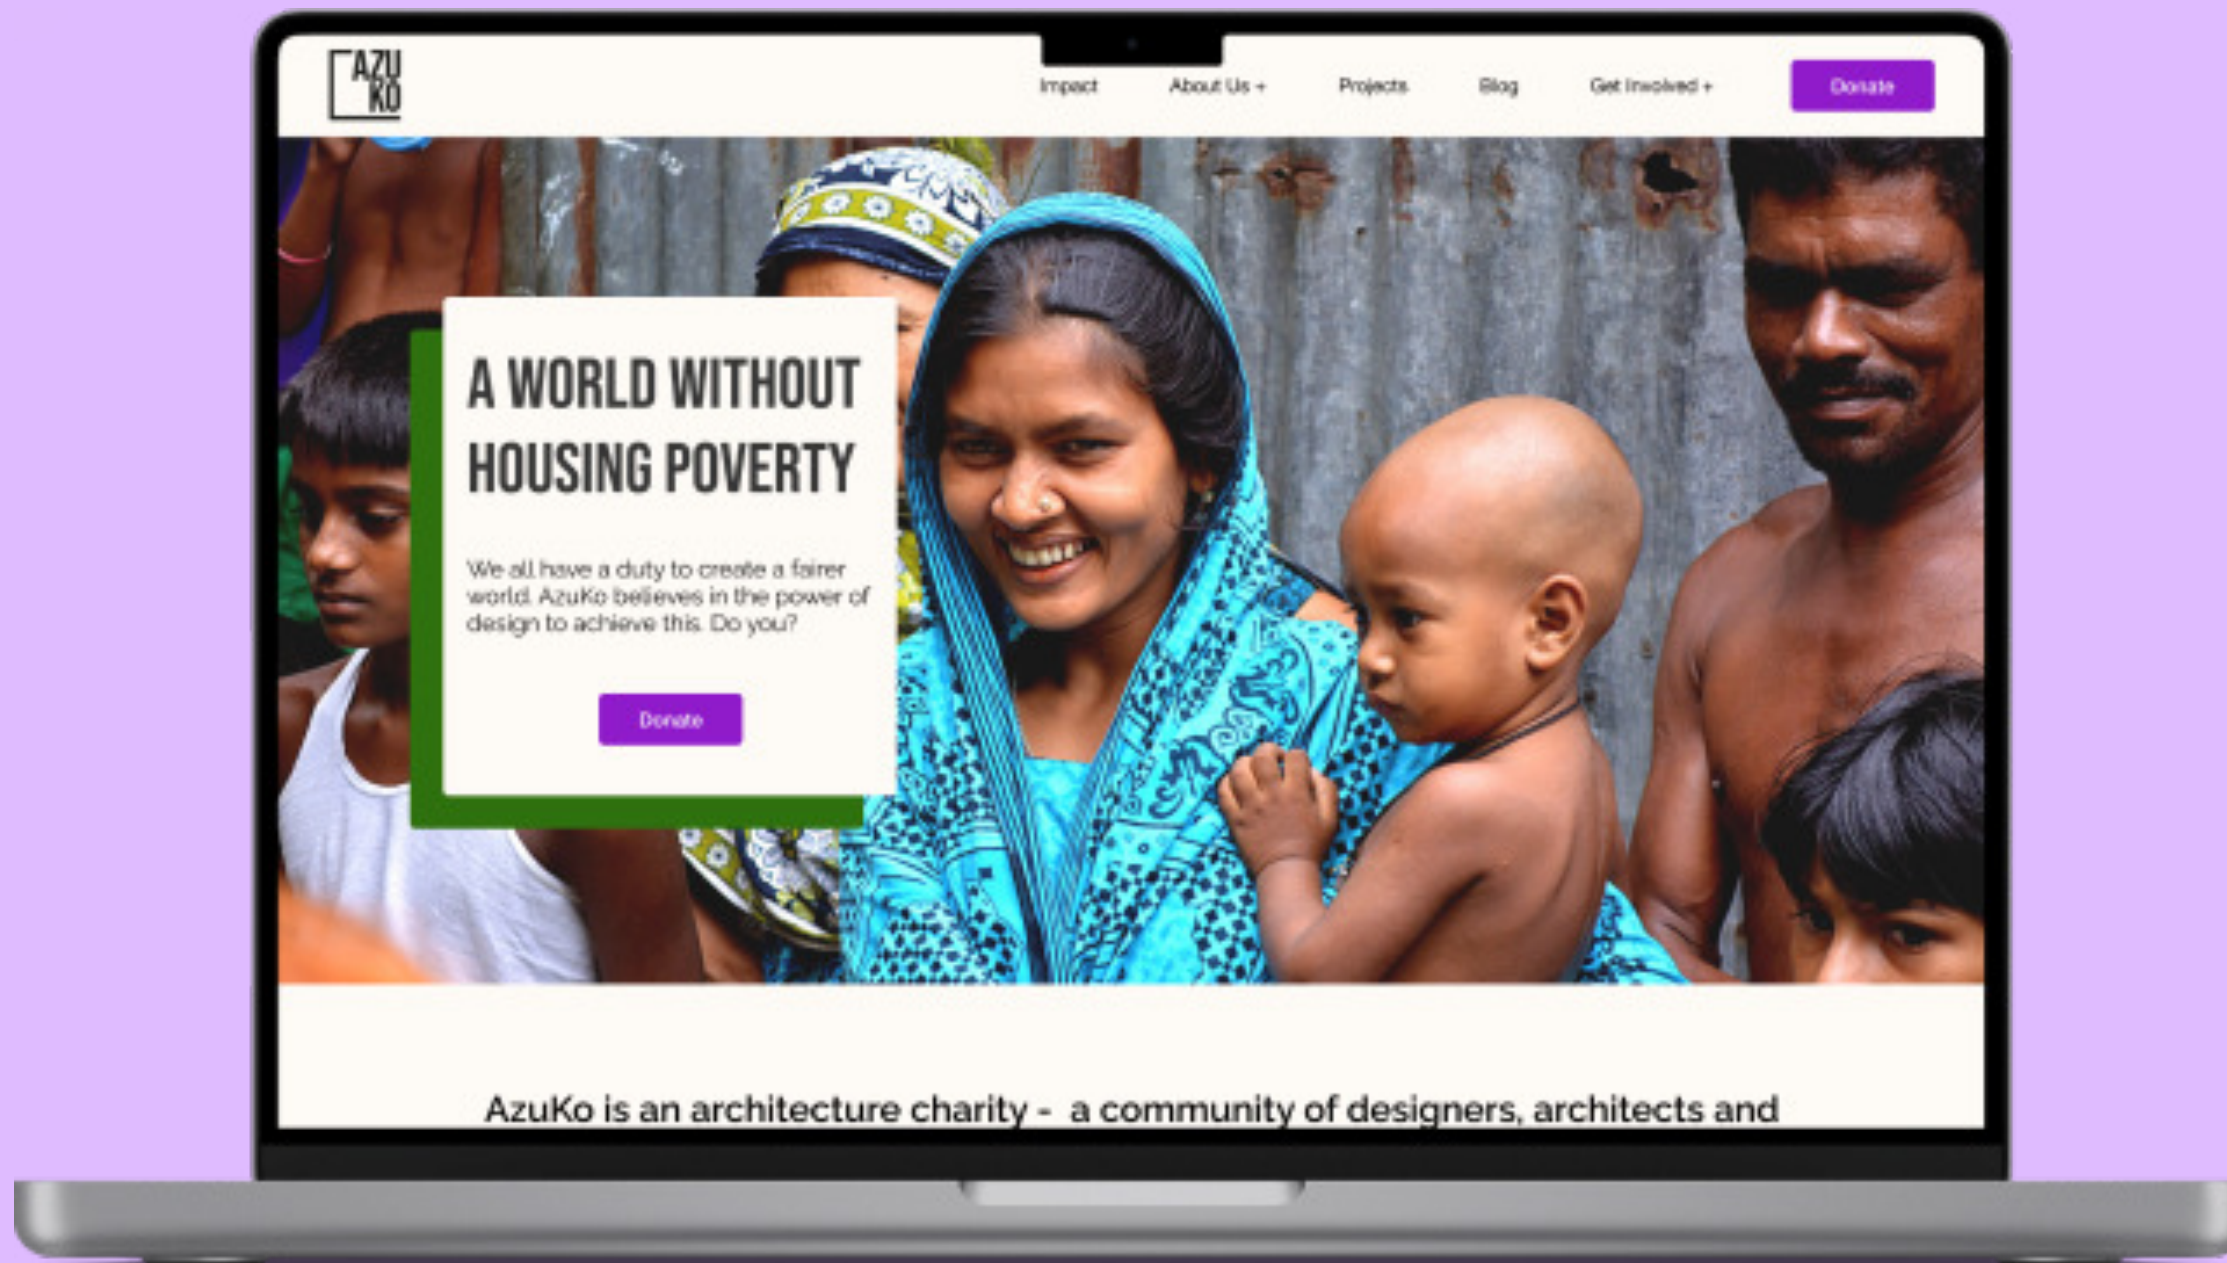 AZU
KO
Impact About Us + Projects Blog Get Involved + Donate
A WORLD WITHOUT
HOUSING POVERTY
We all have a duty to create a fairer
world. AzuKo believes in the power of
design to achieve this. Do you?
Donate
AzuKo is an architecture charity - a community of designers, architects and